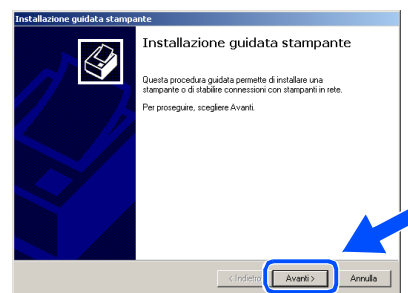 Installazione guidata stampante
Installazione guidata stampante
Questa procedura guidata permette di installare una
stampante o di stabilire connessioni con stampanti in rete.
Per proseguire, scegliere Avanti.
< Indietro Avanti > Annulla